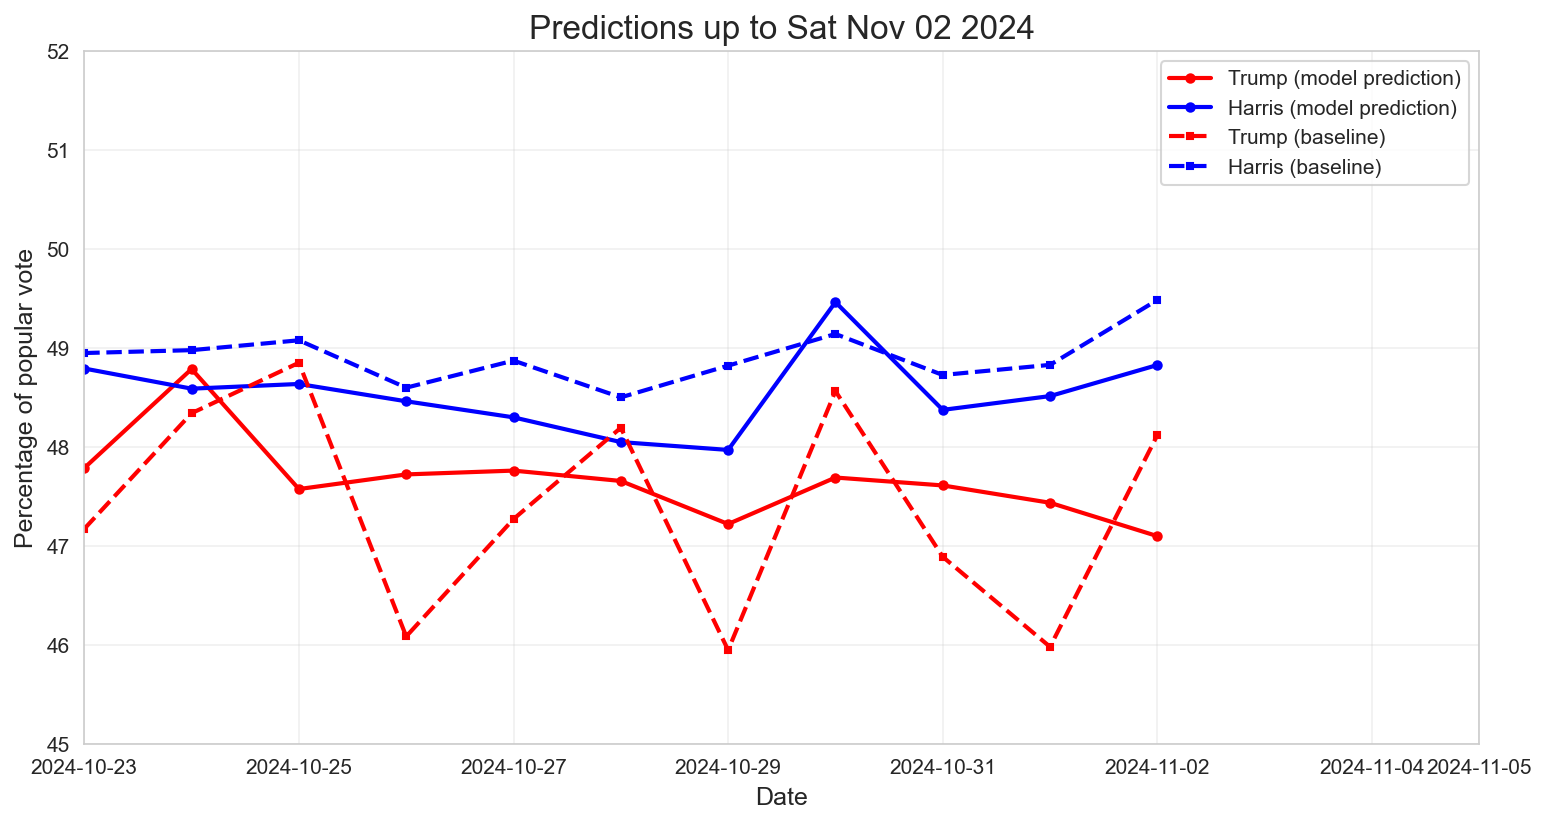 Predictions up to Sat Nov 02 2024
Trump (model prediction)
Harris (model prediction)
Trump (baseline)
Harris (baseline)
Percentage of popular vote
52
51
50
49
48
47
46
45
2024-10-23 2024-10-25 2024-10-27 2024-10-29 2024-10-31 2024-11-02 2024-11-04 2024-11-05
Date